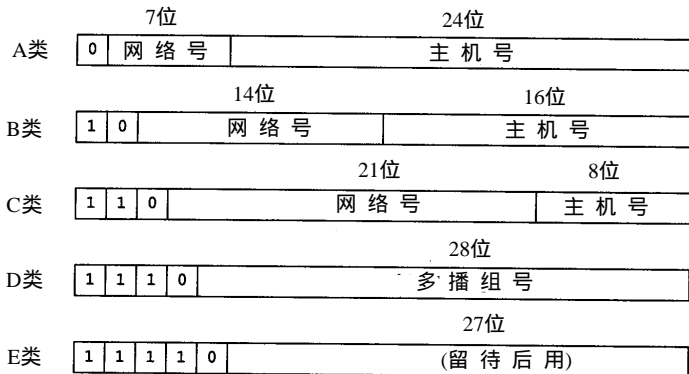 7位 24位
A类 0 网络号 主机号
14位 16位
B类 1 0 网络号 主机号
21位 8位
C类 1 1 0 网络号 主机号
28位
D类 1 1 1 0 多播组号
27位
E类 1 1 1 1 0 (留待后用)